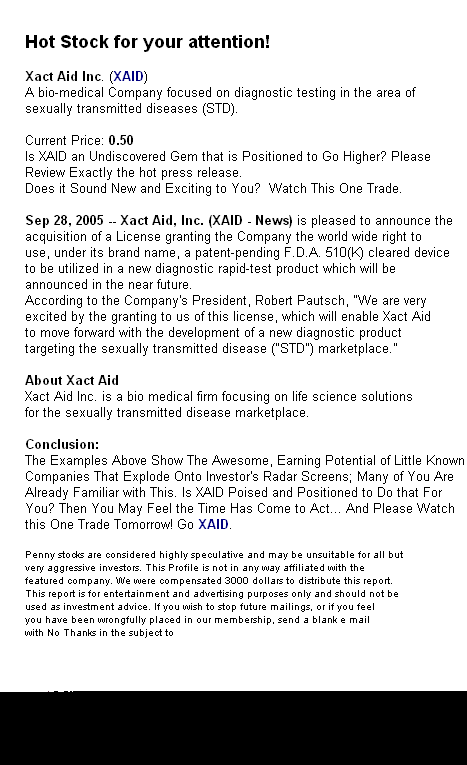 Hot Stock for your attention!
Xact Aid Inc. (XAID)
A bio-medical Company focused on diagnostic testing in the area of
sexually transmitted diseases (STD).
Current Price: 0.50
Is XAID an Undiscovered Gem that is Positioned to Go Higher? Please
Review Exactly the hot press release.
Does it Sound New and Exciting to You?  Watch This One Trade.
Sep 28, 2005 -- Xact Aid, Inc. (XAID - News) is pleased to announce the
acquisition of a License granting the Company the world wide right to
use, under its brand name, a patent-pending F.D.A. 510(K) cleared device
to be utilized in a new diagnostic rapid-test product which will be
announced in the near future.
According to the Company's President, Robert Pautsch, "We are very
excited by the granting to us of this license, which will enable Xact Aid
to move forward with the development of a new diagnostic product
targeting the sexually transmitted disease ("STD") marketplace."
About Xact Aid
Xact Aid Inc. is a bio medical firm focusing on life science solutions
for the sexually transmitted disease marketplace.
Conclusion:
The Examples Above Show The Awesome, Earning Potential of Little Known
Companies That Explode Onto Investor's Radar Screens; Many of You Are
Already Familiar with This. Is XAID Poised and Positioned to Do that For
You? Then You May Feel the Time Has Come to Act... And Please Watch
this One Trade Tomorrow! Go XAID.
Penny stocks are considered highly speculative and may be unsuitable for all but
very aggressive investors. This Profile is not in any way affiliated with the
featured company. We were compensated 3000 dollars to distribute this report.
This report is for entertainment and advertising purposes only and should not be
used as investment advice. If you wish to stop future mailings, or if you feel
you have been wrongfully placed in our membership, send a blank e mail
with No Thanks in the subject to